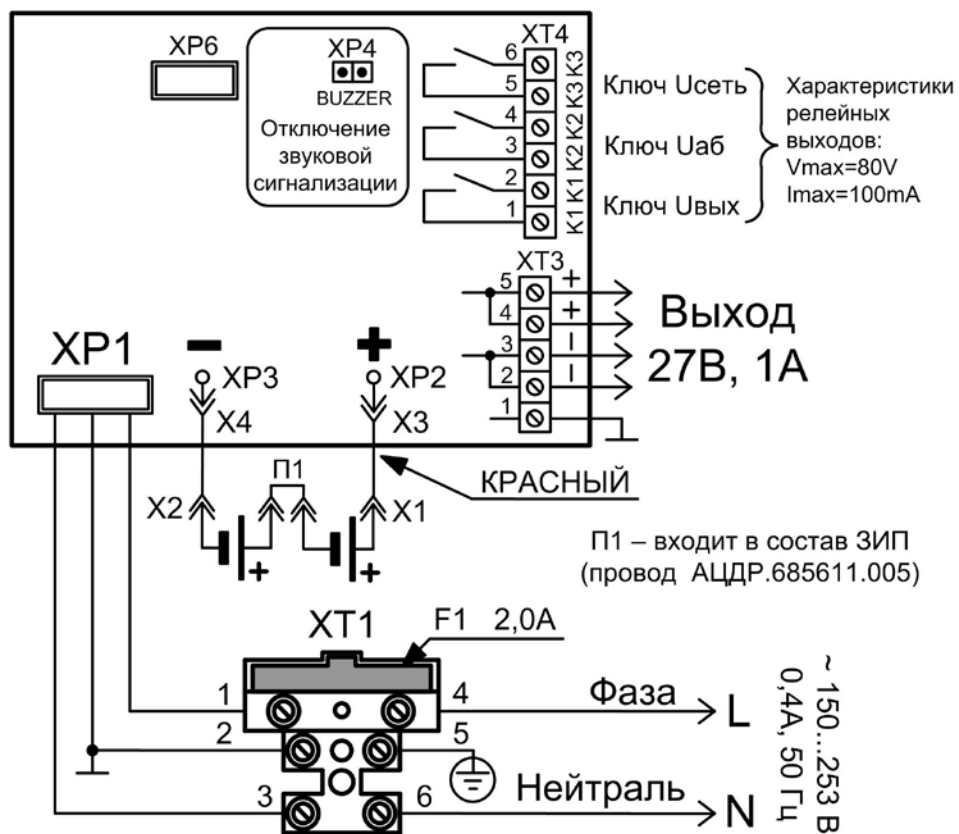 XP6
XP4
BUZZER
Отключение
звуковой
сигнализации
XT4
6
5
4
3
2
1
K3
K3
K2
K2
K1
K1
Ключ Uсеть
Ключ Uаб
Ключ Uвых
Характеристики
релейных
выходов:
Vmax=80V
Imax=100mA
XT3
5
4
3
2
1
+
+
–
–
Выход
27В, 1А
XP1
–
+
XP3
XP2
X4
X3
П1
КРАСНЫЙ
X2
X1
+
+
П1 – входит в состав ЗИП
(провод АЦДР.685611.005)
XT1
F1 2,0А
1
4
Фаза
L
2
5
3
6
Нейтраль
N
~ 150...253 В
0,4А, 50 Гц